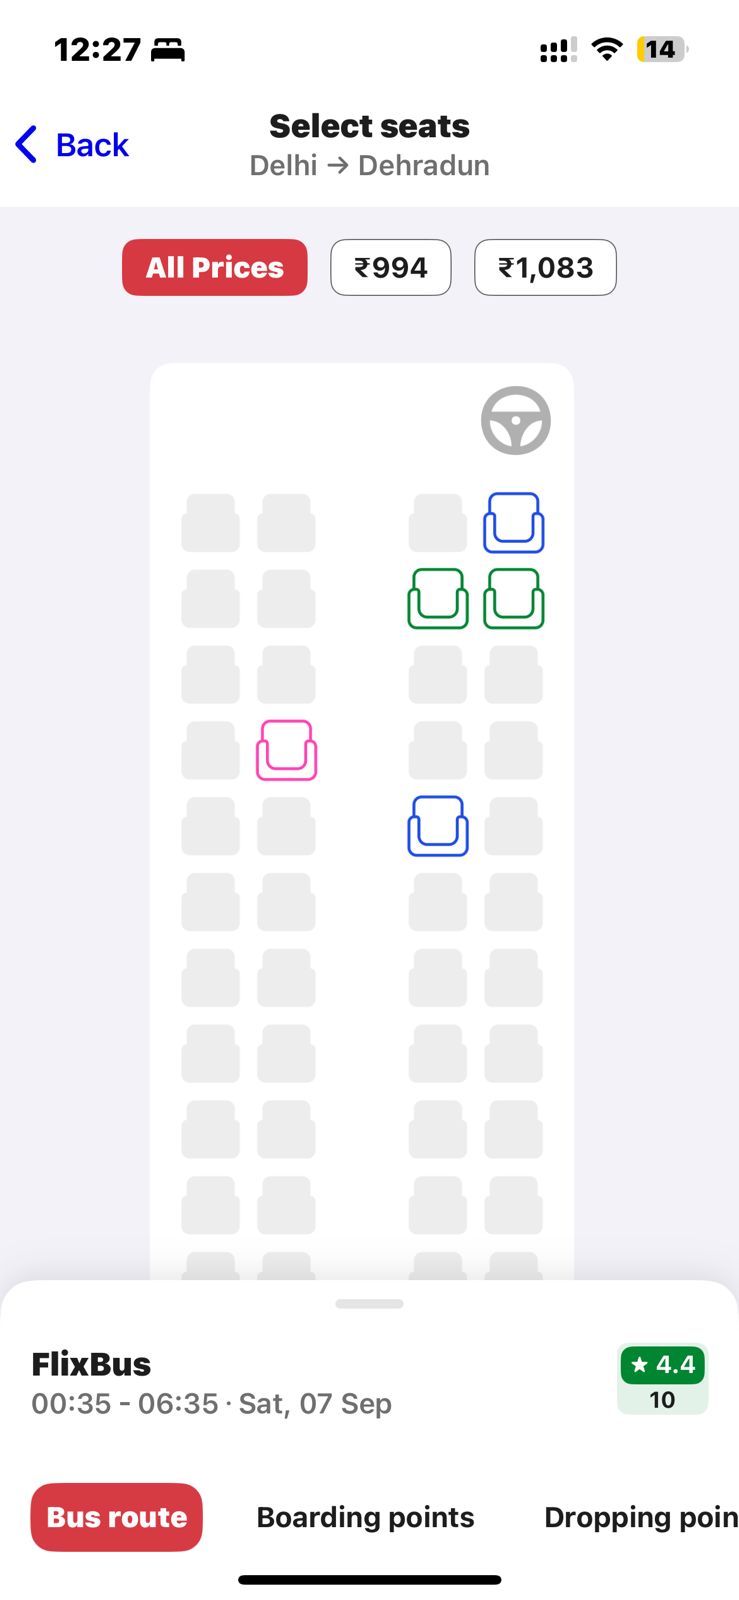 12:27
14
Back
Select seats
Delhi → Dehradun
All Prices
₹994
₹1,083
FlixBus
00:35 - 06:35 · Sat, 07 Sep
★ 4.4
10
Bus route
Boarding points
Dropping poin